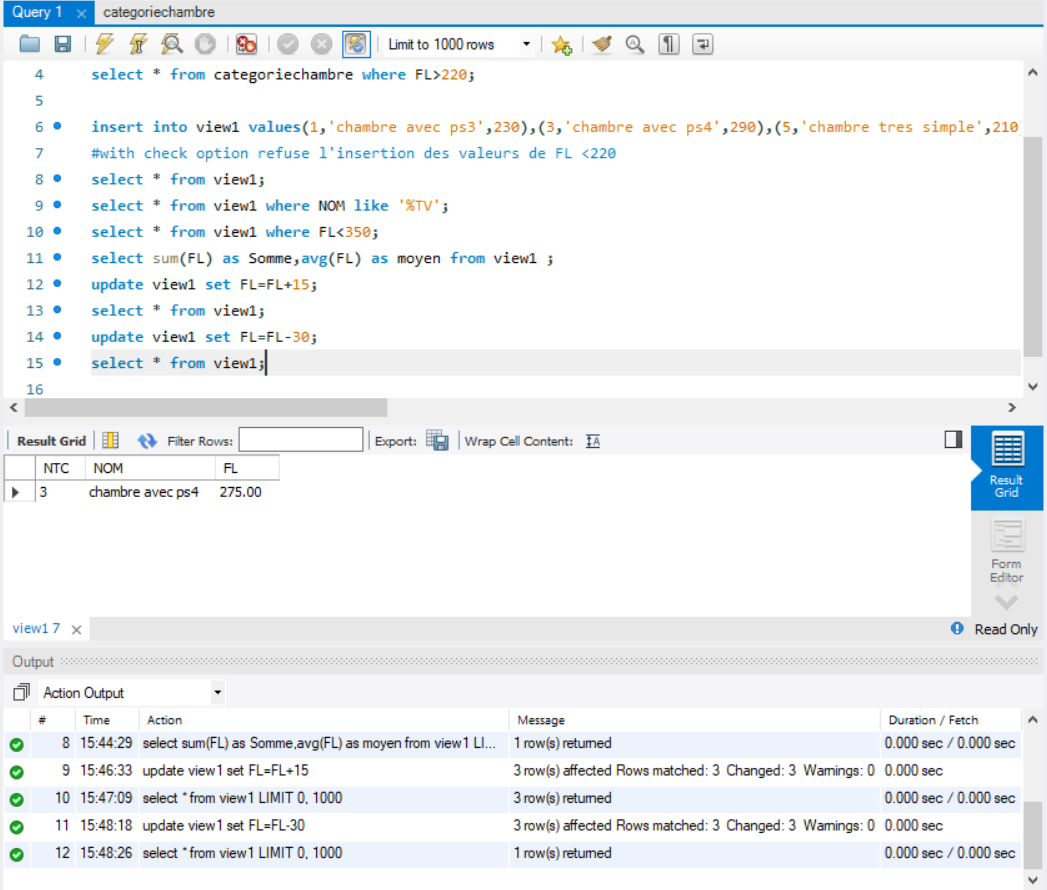 Query 1 × categoriechambre
Limit to 1000 rows
4 select * from categoriechambre where FL>220;
5
6 insert into view1 values(1,'chambre avec ps3',230),(3,'chambre avec ps4',290),(5,'chambre tres simple',210
7 #with check option refuse l'insertion des valeurs de FL <220
8 select * from view1;
9 select * from view1 where NOM like '%TV';
10 select * from view1 where FL<350;
11 select sum(FL) as Somme,avg(FL) as moyen from view1 ;
12 update view1 set FL=FL+15;
13 select * from view1;
14 update view1 set FL=FL-30;
15 select * from view1;
16
Result Grid Filter Rows: Export: Wrap Cell Content: IA
NTC NOM FL
3 chambre avec ps4 275.00
Result
Grid
Form
Editor
view1 7 × Read Only
Output
Action Output
# Time Action Message Duration / Fetch
8 15:44:29 select sum(FL) as Somme,avg(FL) as moyen from view1 LI... 1 row(s) returned 0.000 sec / 0.000 sec
9 15:46:33 update view1 set FL=FL+15 3 row(s) affected Rows matched: 3 Changed: 3 Warnings: 0 0.000 sec
10 15:47:09 select * from view1 LIMIT 0, 1000 3 row(s) returned 0.000 sec / 0.000 sec
11 15:48:18 update view1 set FL=FL-30 3 row(s) affected Rows matched: 3 Changed: 3 Warnings: 0 0.000 sec
12 15:48:26 select * from view1 LIMIT 0, 1000 1 row(s) returned 0.000 sec / 0.000 sec